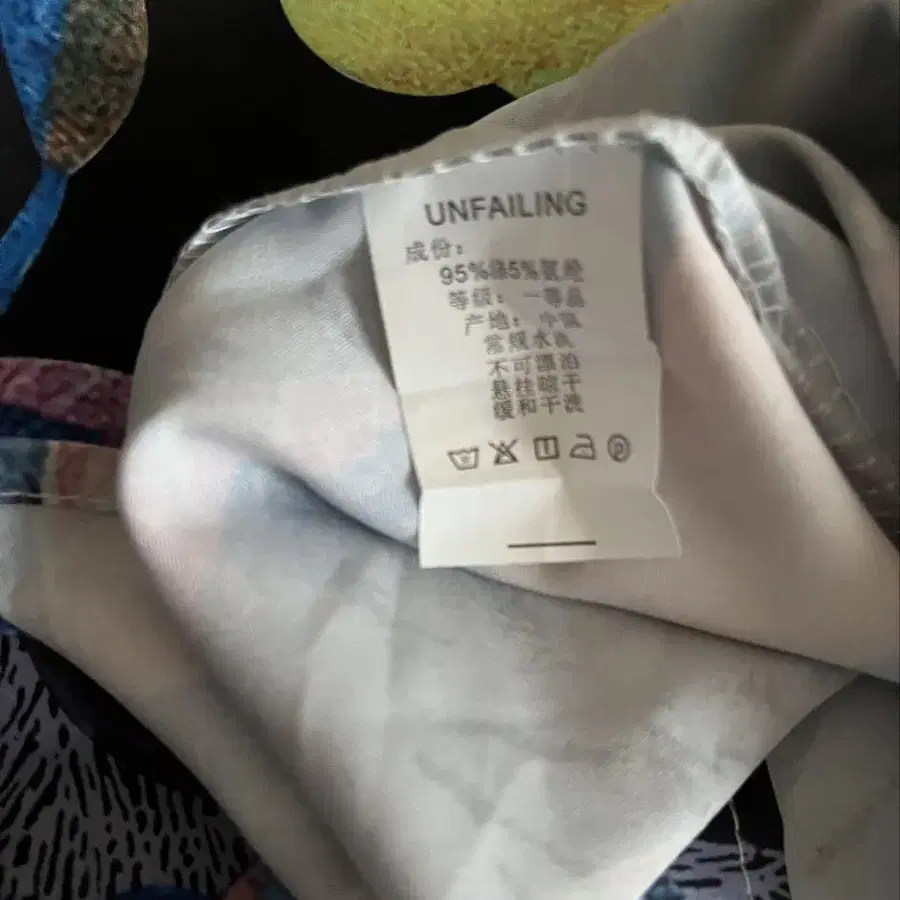 UNFAILING
成份：
95%绵5%氨纶
等级：一等品
产地：中国
常规水洗
不可漂泊
悬挂晾干
缓和干洗
P